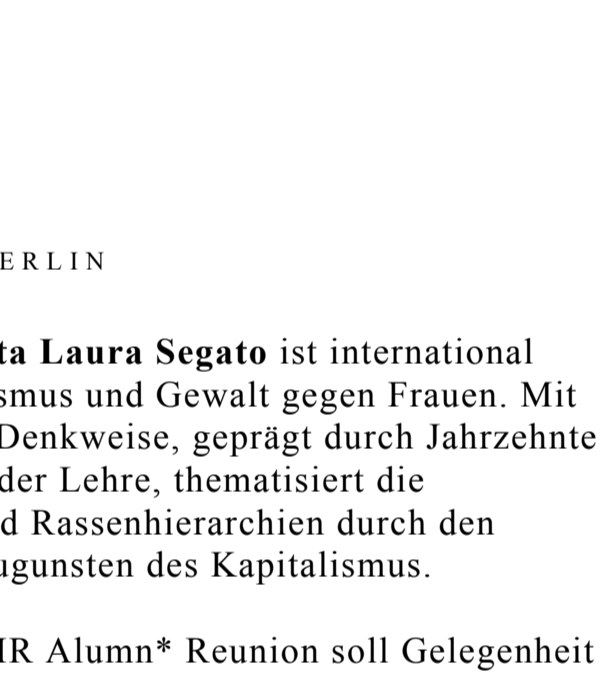 ERLIN
ta Laura Segato ist international
smus und Gewalt gegen Frauen. Mit
Denkweise, geprägt durch Jahrzehnte
der Lehre, thematisiert die
d Rassenhierarchien durch den
ugunsten des Kapitalismus.
IR Alumn* Reunion soll Gelegenheit